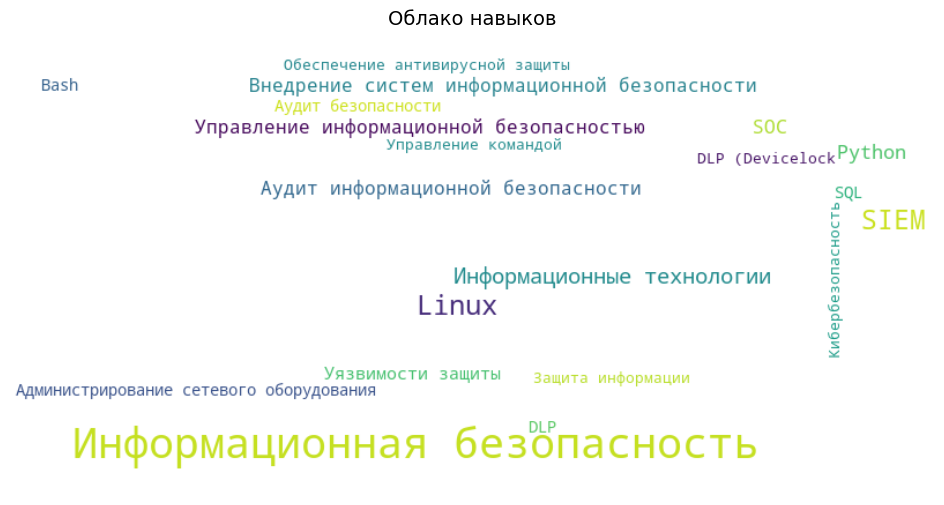 Облако навыков
Обеспечение антивирусной защиты
Bash
Внедрение систем информационной безопасности
Аудит безопасности
Управление информационной безопасностью
SOC
Управление командой
DLP (Devicelock
Python
Аудит информационной безопасности
SQL
SIEM
Кибербезопасность
Информационные технологии
Linux
Уязвимости защиты
Защита информации
Администрирование сетевого оборудования
DLP
Информационная безопасность